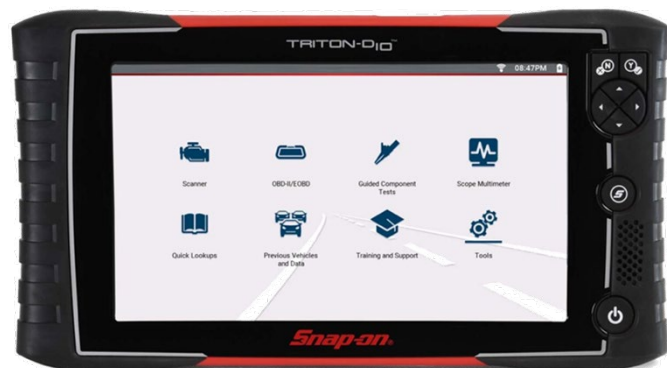 TRITON-D10™
08:47PM
N
Y
Scanner
OBD-II/EOBD
Guided Component
Tests
Scope Multimeter
S
Quick Lookups
Previous Vehicles
and Data
Training and Support
Tools
Snap-on®